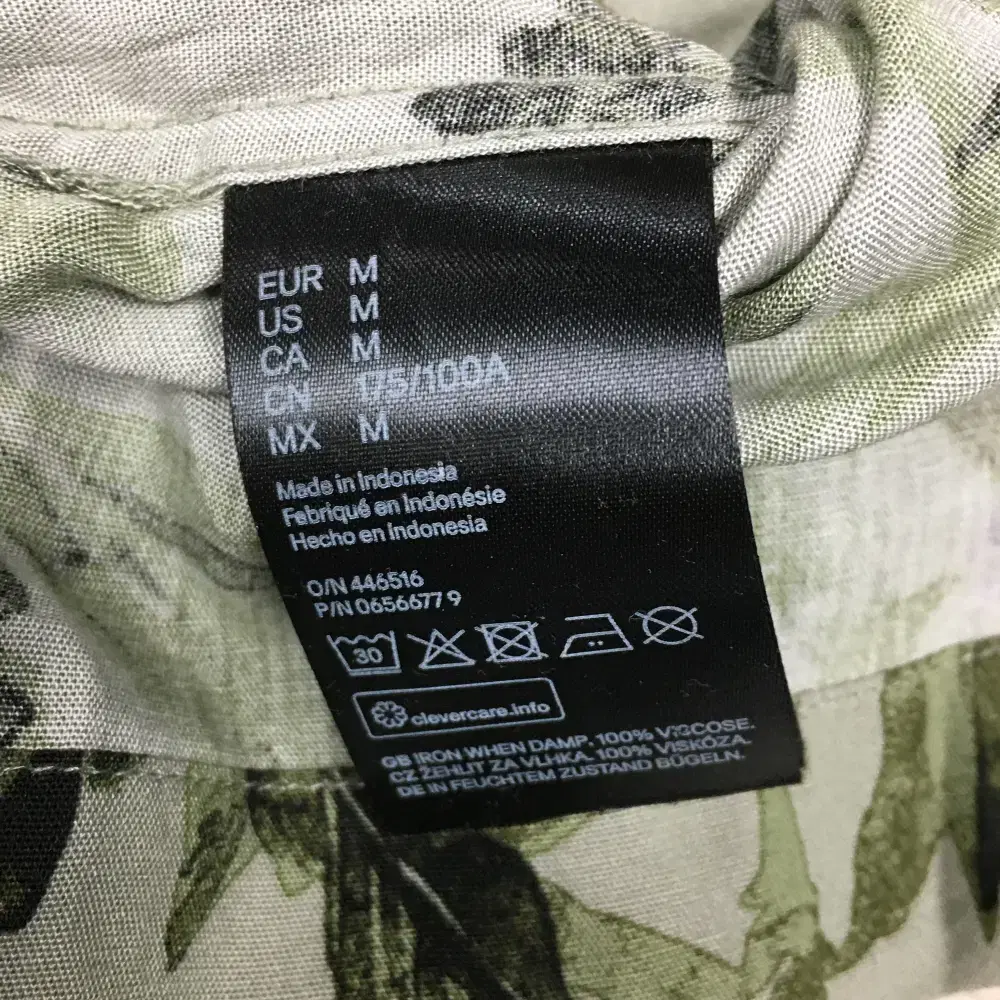 EUR M
US M
CA M
CN 175/100A
MX M
Made in Indonesia
Fabriqué en Indonésie
Hecho en Indonesia
O/N 446516
P/N 0656677 9
30
clevercare.info
GB IRON WHEN DAMP, 100% VISCOSE.
CZ ŽEHLIT ZA VLHKA, 100% VISKÓZA.
DE IN FEUCHTEM ZUSTAND BÜGELN.